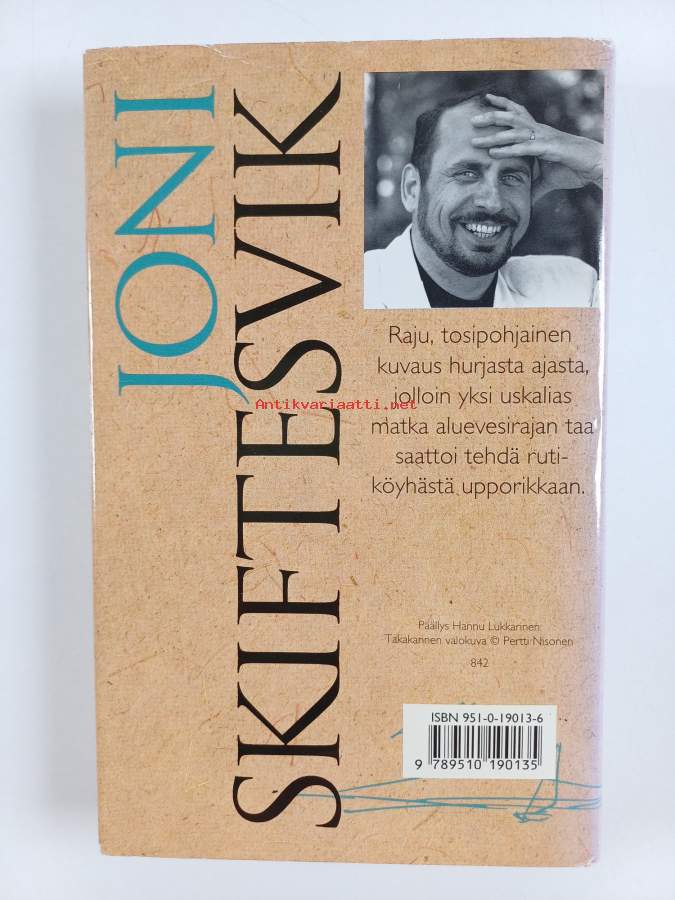 JONI
SKIFTESVIK
Raju, tosipohjainen
kuvaus hurjasta ajasta,
jolloin yksi uskalias
matka aluevesirajan taa
saattoi tehdä ruti-
köyhästä upporikkaan.
Antikvariaatti.net
Päällys Hannu Lukkarinen
Takakannen valokuva © Pertti Nisonen
842
ISBN 951-0-19013-6
9 789510 190135